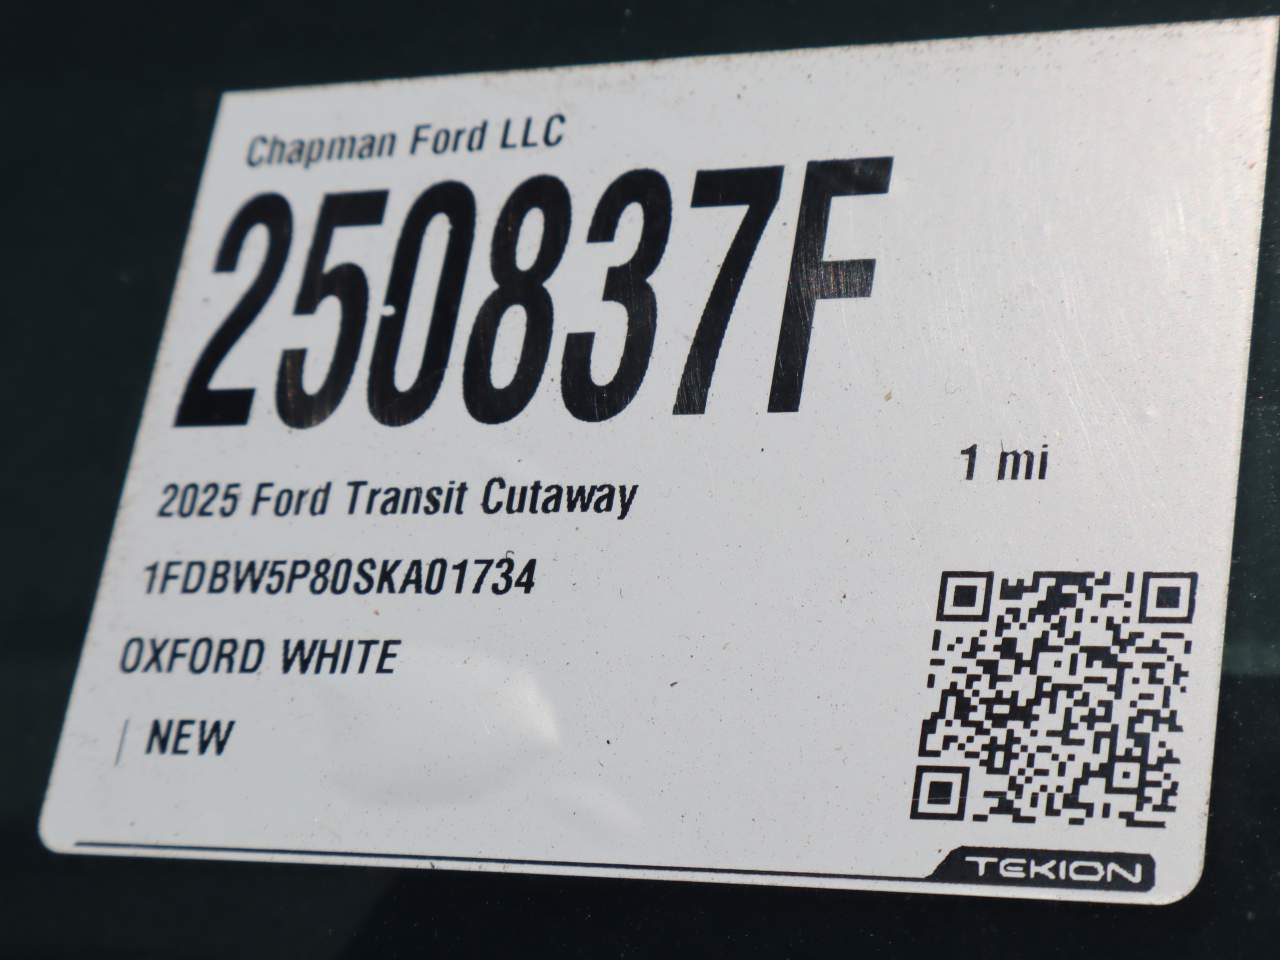 Chapman Ford LLC
250837F
1 mi
2025 Ford Transit Cutaway
1FDBW5P80SKA01734
OXFORD WHITE
| NEW
TEKION